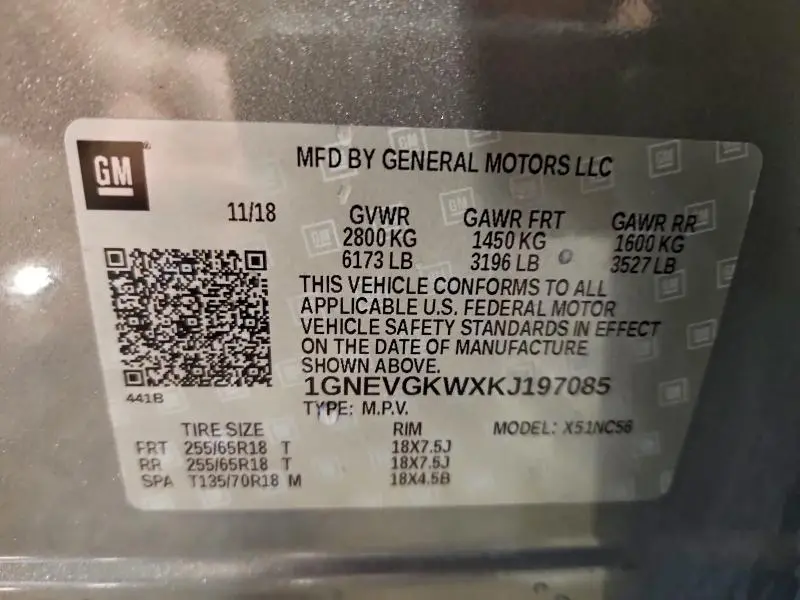 GM
MFD BY GENERAL MOTORS LLC
11/18 GVWR GAWR FRT GAWR RR
2800 KG 1450 KG 1600 KG
6173 LB 3196 LB 3527 LB
THIS VEHICLE CONFORMS TO ALL
APPLICABLE U.S. FEDERAL MOTOR
VEHICLE SAFETY STANDARDS IN EFFECT
ON THE DATE OF MANUFACTURE
SHOWN ABOVE.
441B
1GNEVGKWXKJ197085
TYPE: M.P.V.
TIRE SIZE RIM MODEL: X51NC56
FRT 255/65R18 T 18X7.5J
RR 255/65R18 T 18X7.5J
SPA T135/70R18 M 18X4.5B